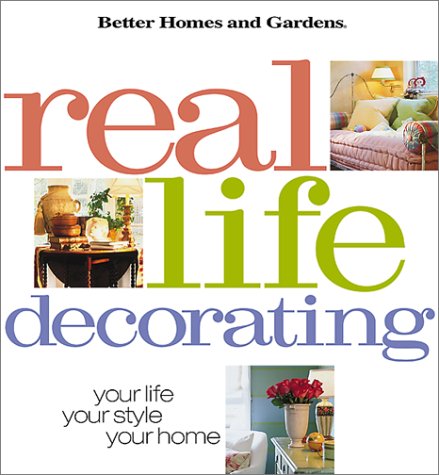 Better Homes and Gardens®
real
life
decorating
your life
your style
your home